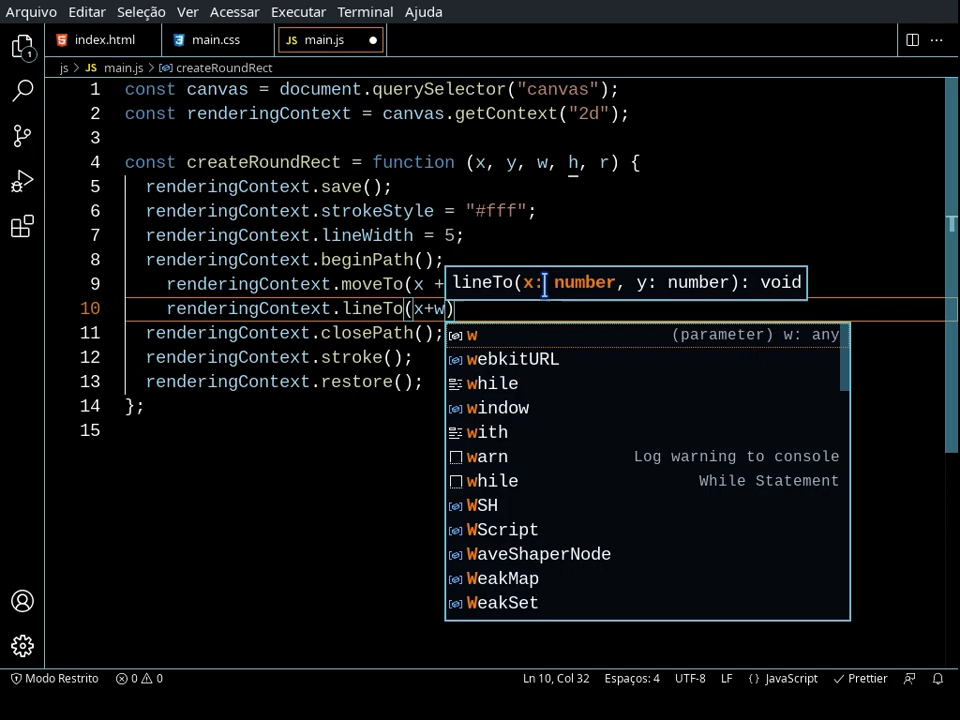 Arquivo Editar Seleção Ver Acessar Executar Terminal Ajuda
index.html main.css JS main.js
js > JS main.js > createRoundRect
1 const canvas = document.querySelector("canvas");
2 const renderingContext = canvas.getContext("2d");
3
4 const createRoundRect = function (x, y, w, h, r) {
5 renderingContext.save();
6 renderingContext.strokeStyle = "#fff";
7 renderingContext.lineWidth = 5;
8 renderingContext.beginPath();
9 renderingContext.moveTo(x +
lineTo(x: number, y: number): void
10 renderingContext.lineTo(x+w)
11 renderingContext.closePath();
12 renderingContext.stroke();
13 renderingContext.restore();
14 };
15
w (parameter) w: any
webkitURL
while
window
with
warn Log warning to console
while While Statement
WSH
WScript
WaveShaperNode
WeakMap
WeakSet
1
Modo Restrito 0 0 Ln 10, Col 32 Espaços: 4 UTF-8 LF {} JavaScript Prettier